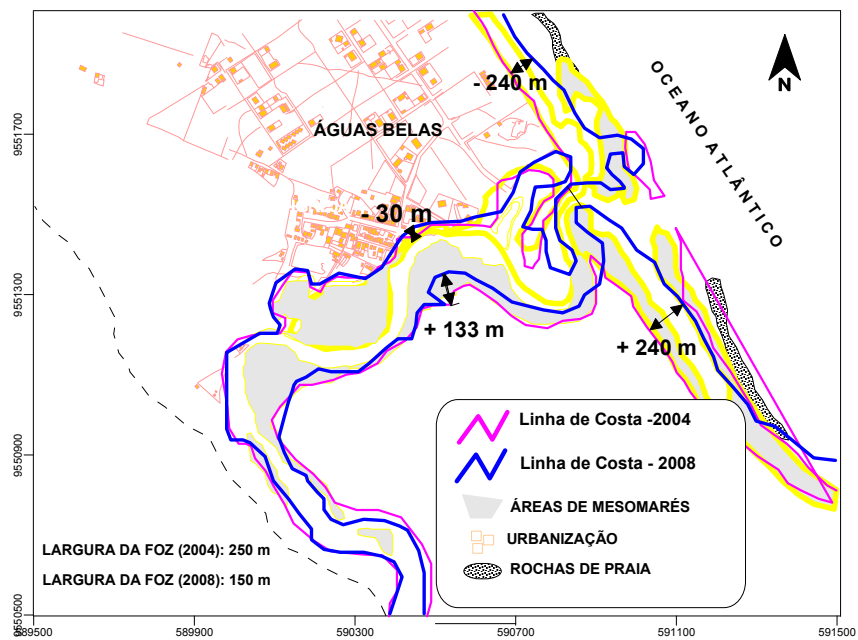 OCEANO ATLÂNTICO
N
- 240 m
ÁGUAS BELAS
- 30 m
+ 133 m
+ 240 m
Linha de Costa -2004
Linha de Costa - 2008
ÁREAS DE MESOMARÉS
URBANIZAÇÃO
ROCHAS DE PRAIA
LARGURA DA FOZ (2004): 250 m
LARGURA DA FOZ (2008): 150 m
9551700
9551300
9550900
9550500
589500
589900
590300
590700
591100
591500